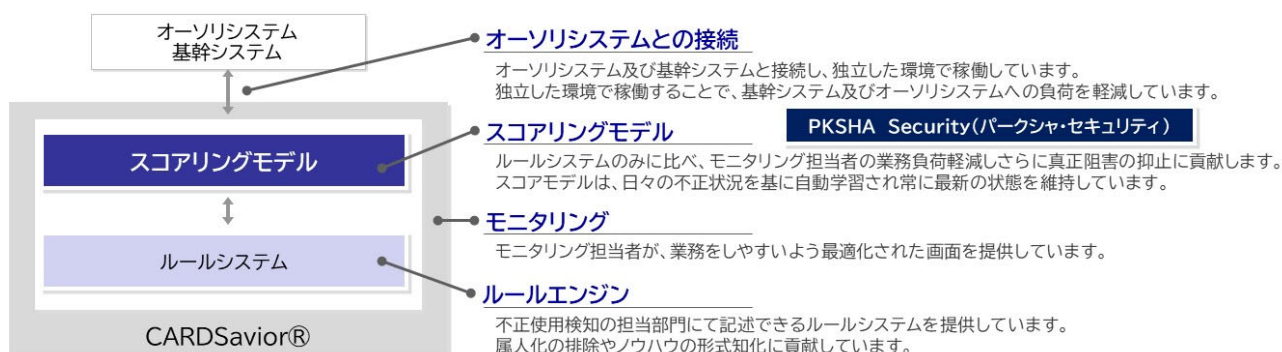 オーソリシステム
基幹システム
スコアリングモデル
ルールシステム
CARDSavior®
オーソリシステムとの接続
オーソリシステム及び基幹システムと接続し、独立した環境で稼働しています。
独立した環境で稼働することで、基幹システム及びオーソリシステムへの負荷を軽減しています。
スコアリングモデル
PKSHA Security(パークシャ・セキュリティ)
ルールシステムのみに比べ、モニタリング担当者の業務負荷軽減しさらに真正阻害の抑止に貢献します。
スコアモデルは、日々の不正状況を基に自動学習され常に最新の状態を維持しています。
モニタリング
モニタリング担当者が、業務をしやすいよう最適化された画面を提供しています。
ルールエンジン
不正使用検知の担当部門にて記述できるルールシステムを提供しています。
属人化の排除やノウハウの形式知化に貢献しています。